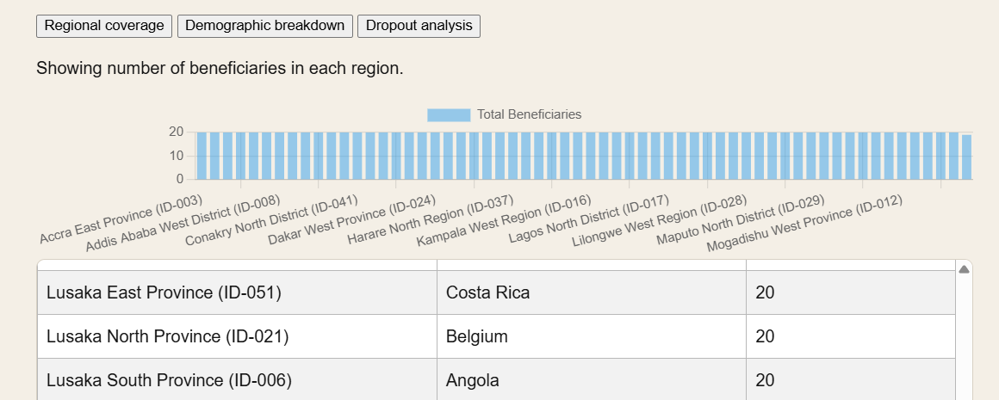 Regional coverage Demographic breakdown Dropout analysis
Showing number of beneficiaries in each region.
Total Beneficiaries
20
10
0
Accra East Province (ID-003)
Addis Ababa West District (ID-008)
Conakry North District (ID-041)
Dakar West Province (ID-024)
Harare North Region (ID-037)
Kampala West Region (ID-016)
Lagos North District (ID-017)
Lilongwe West Region (ID-028)
Maputo North District (ID-029)
Mogadishu West Province (ID-012)
Lusaka East Province (ID-051) Costa Rica 20
Lusaka North Province (ID-021) Belgium 20
Lusaka South Province (ID-006) Angola 20